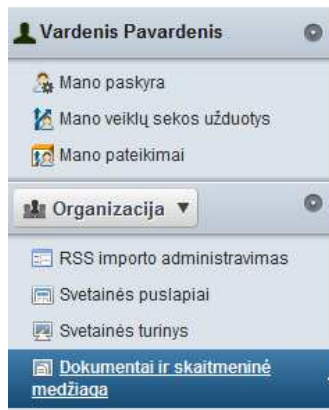 Vardenis Pavardenis
Mano paskyra
Mano veiklų sekos užduotys
Mano pateikimai
Organizacija
RSS importo administravimas
Svetainės puslapiai
Svetainės turinys
Dokumentai ir skaitmeninė
medžiaga